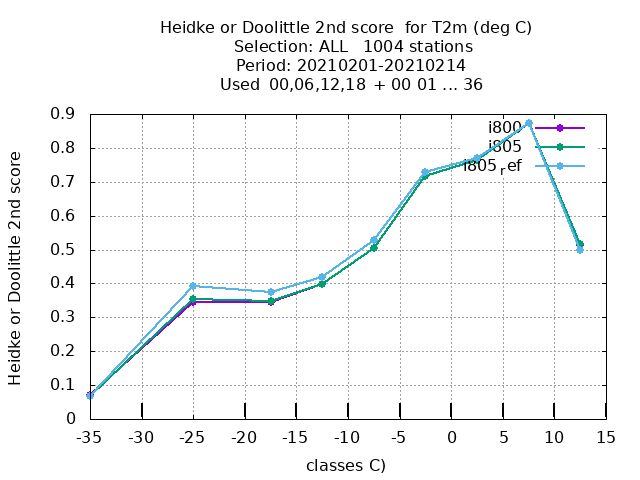 Heidke or Doolittle 2nd score  for T2m (deg C)
Selection: ALL   1004 stations
Period: 20210201-20210214
Used  00,06,12,18  + 00 01 ... 36
Heidke or Doolittle 2nd score
0.9
0.8
0.7
0.6
0.5
0.4
0.3
0.2
0.1
0
i800
i805
i805ref
-35 -30 -25 -20 -15 -10 -5 0 5 10 15
classes C)